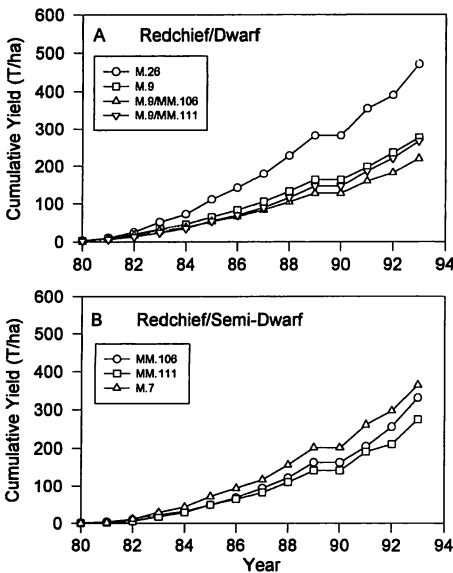 A Redchief/Dwarf
M.26
M.9
M.9/MM.106
M.9/MM.111
Cumulative Yield (T/ha)
600
500
400
300
200
100
0
80 82 84 86 88 90 92 94
B Redchief/Semi-Dwarf
MM.106
MM.111
M.7
Cumulative Yield (T/ha)
600
500
400
300
200
100
0
80 82 84 86 88 90 92 94
Year